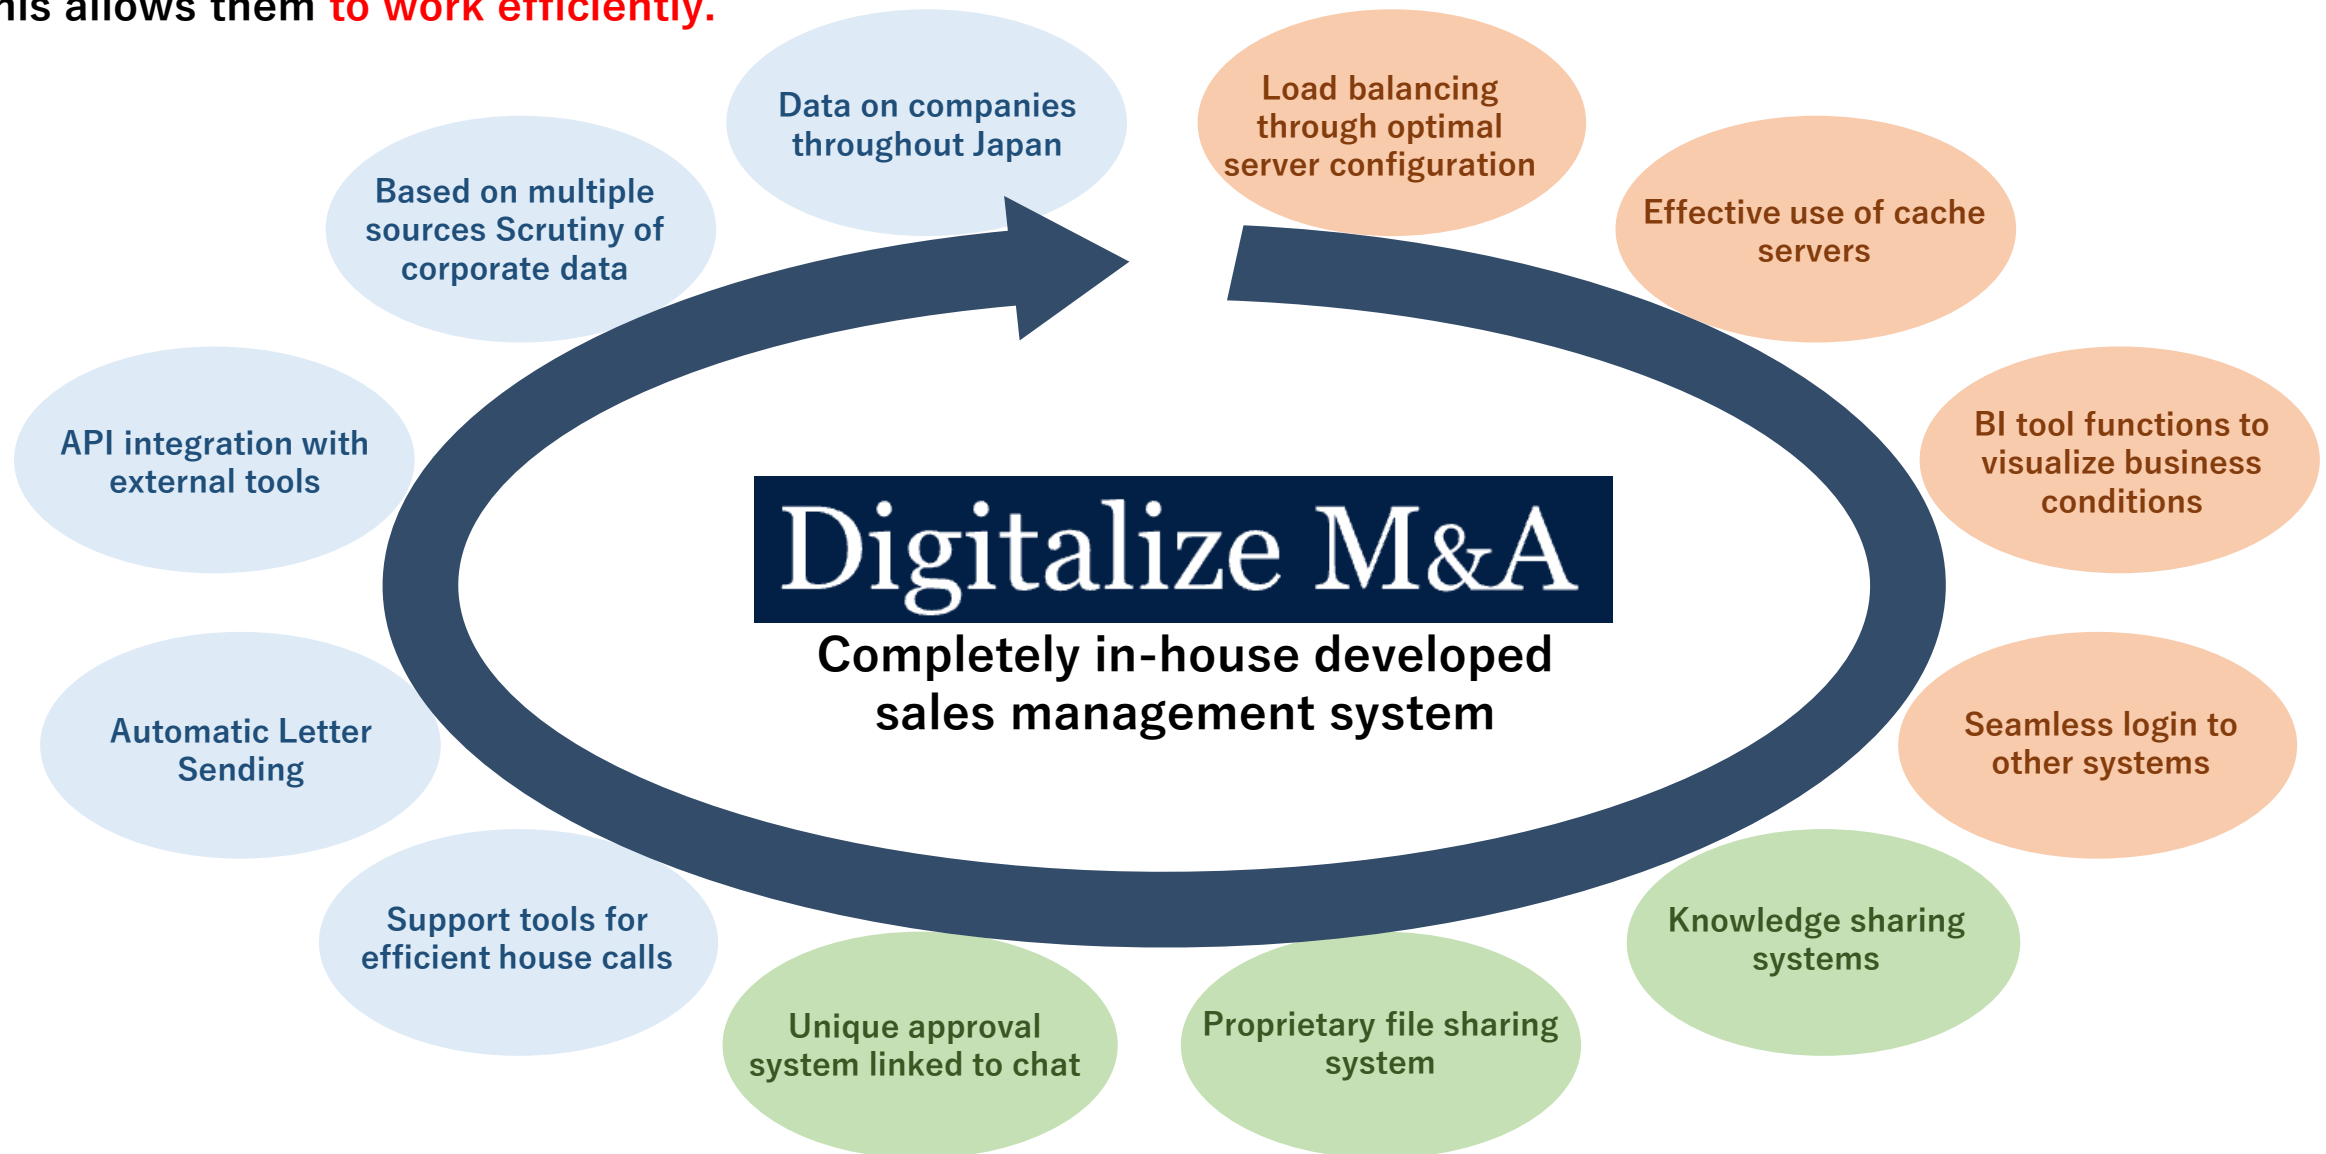 his allows them to work efficiently.
Data on companies
throughout Japan
Load balancing
through optimal
server configuration
Based on multiple
sources Scrutiny of
corporate data
Effective use of cache
servers
API integration with
external tools
BI tool functions to
visualize business
conditions
Digitalize M&A
Completely in-house developed
sales management system
Automatic Letter
Sending
Seamless login to
other systems
Support tools for
efficient house calls
Knowledge sharing
systems
Unique approval
system linked to chat
Proprietary file sharing
system